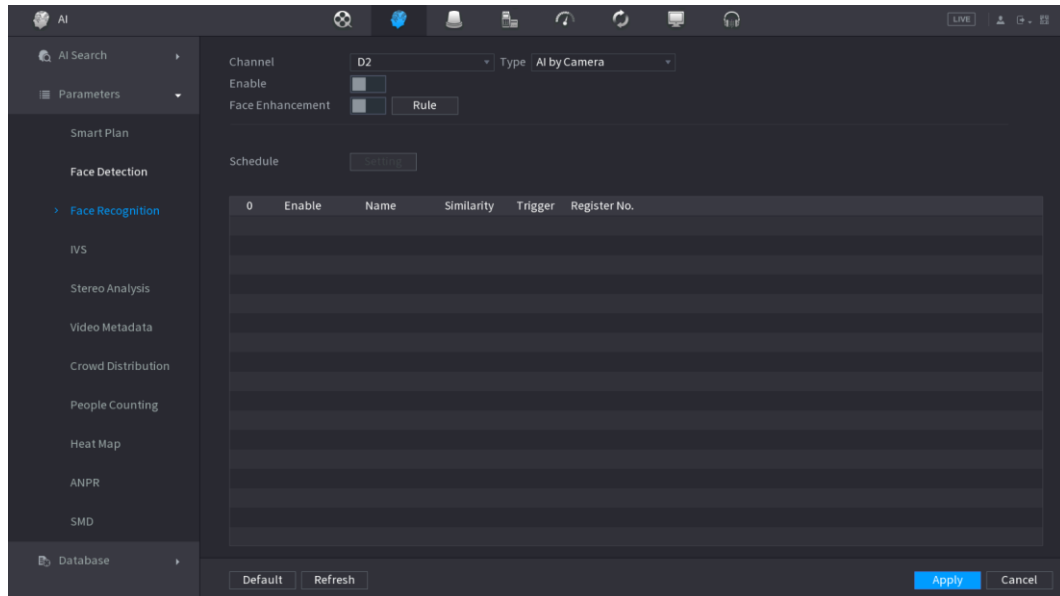 AI
LIVE
AI Search
Parameters
Smart Plan
Face Detection
Face Recognition
IVS
Stereo Analysis
Video Metadata
Crowd Distribution
People Counting
Heat Map
ANPR
SMD
Database
Channel D2 Type AI by Camera
Enable
Face Enhancement Rule
Schedule Setting
0 Enable Name Similarity Trigger Register No.
Default Refresh Apply Cancel